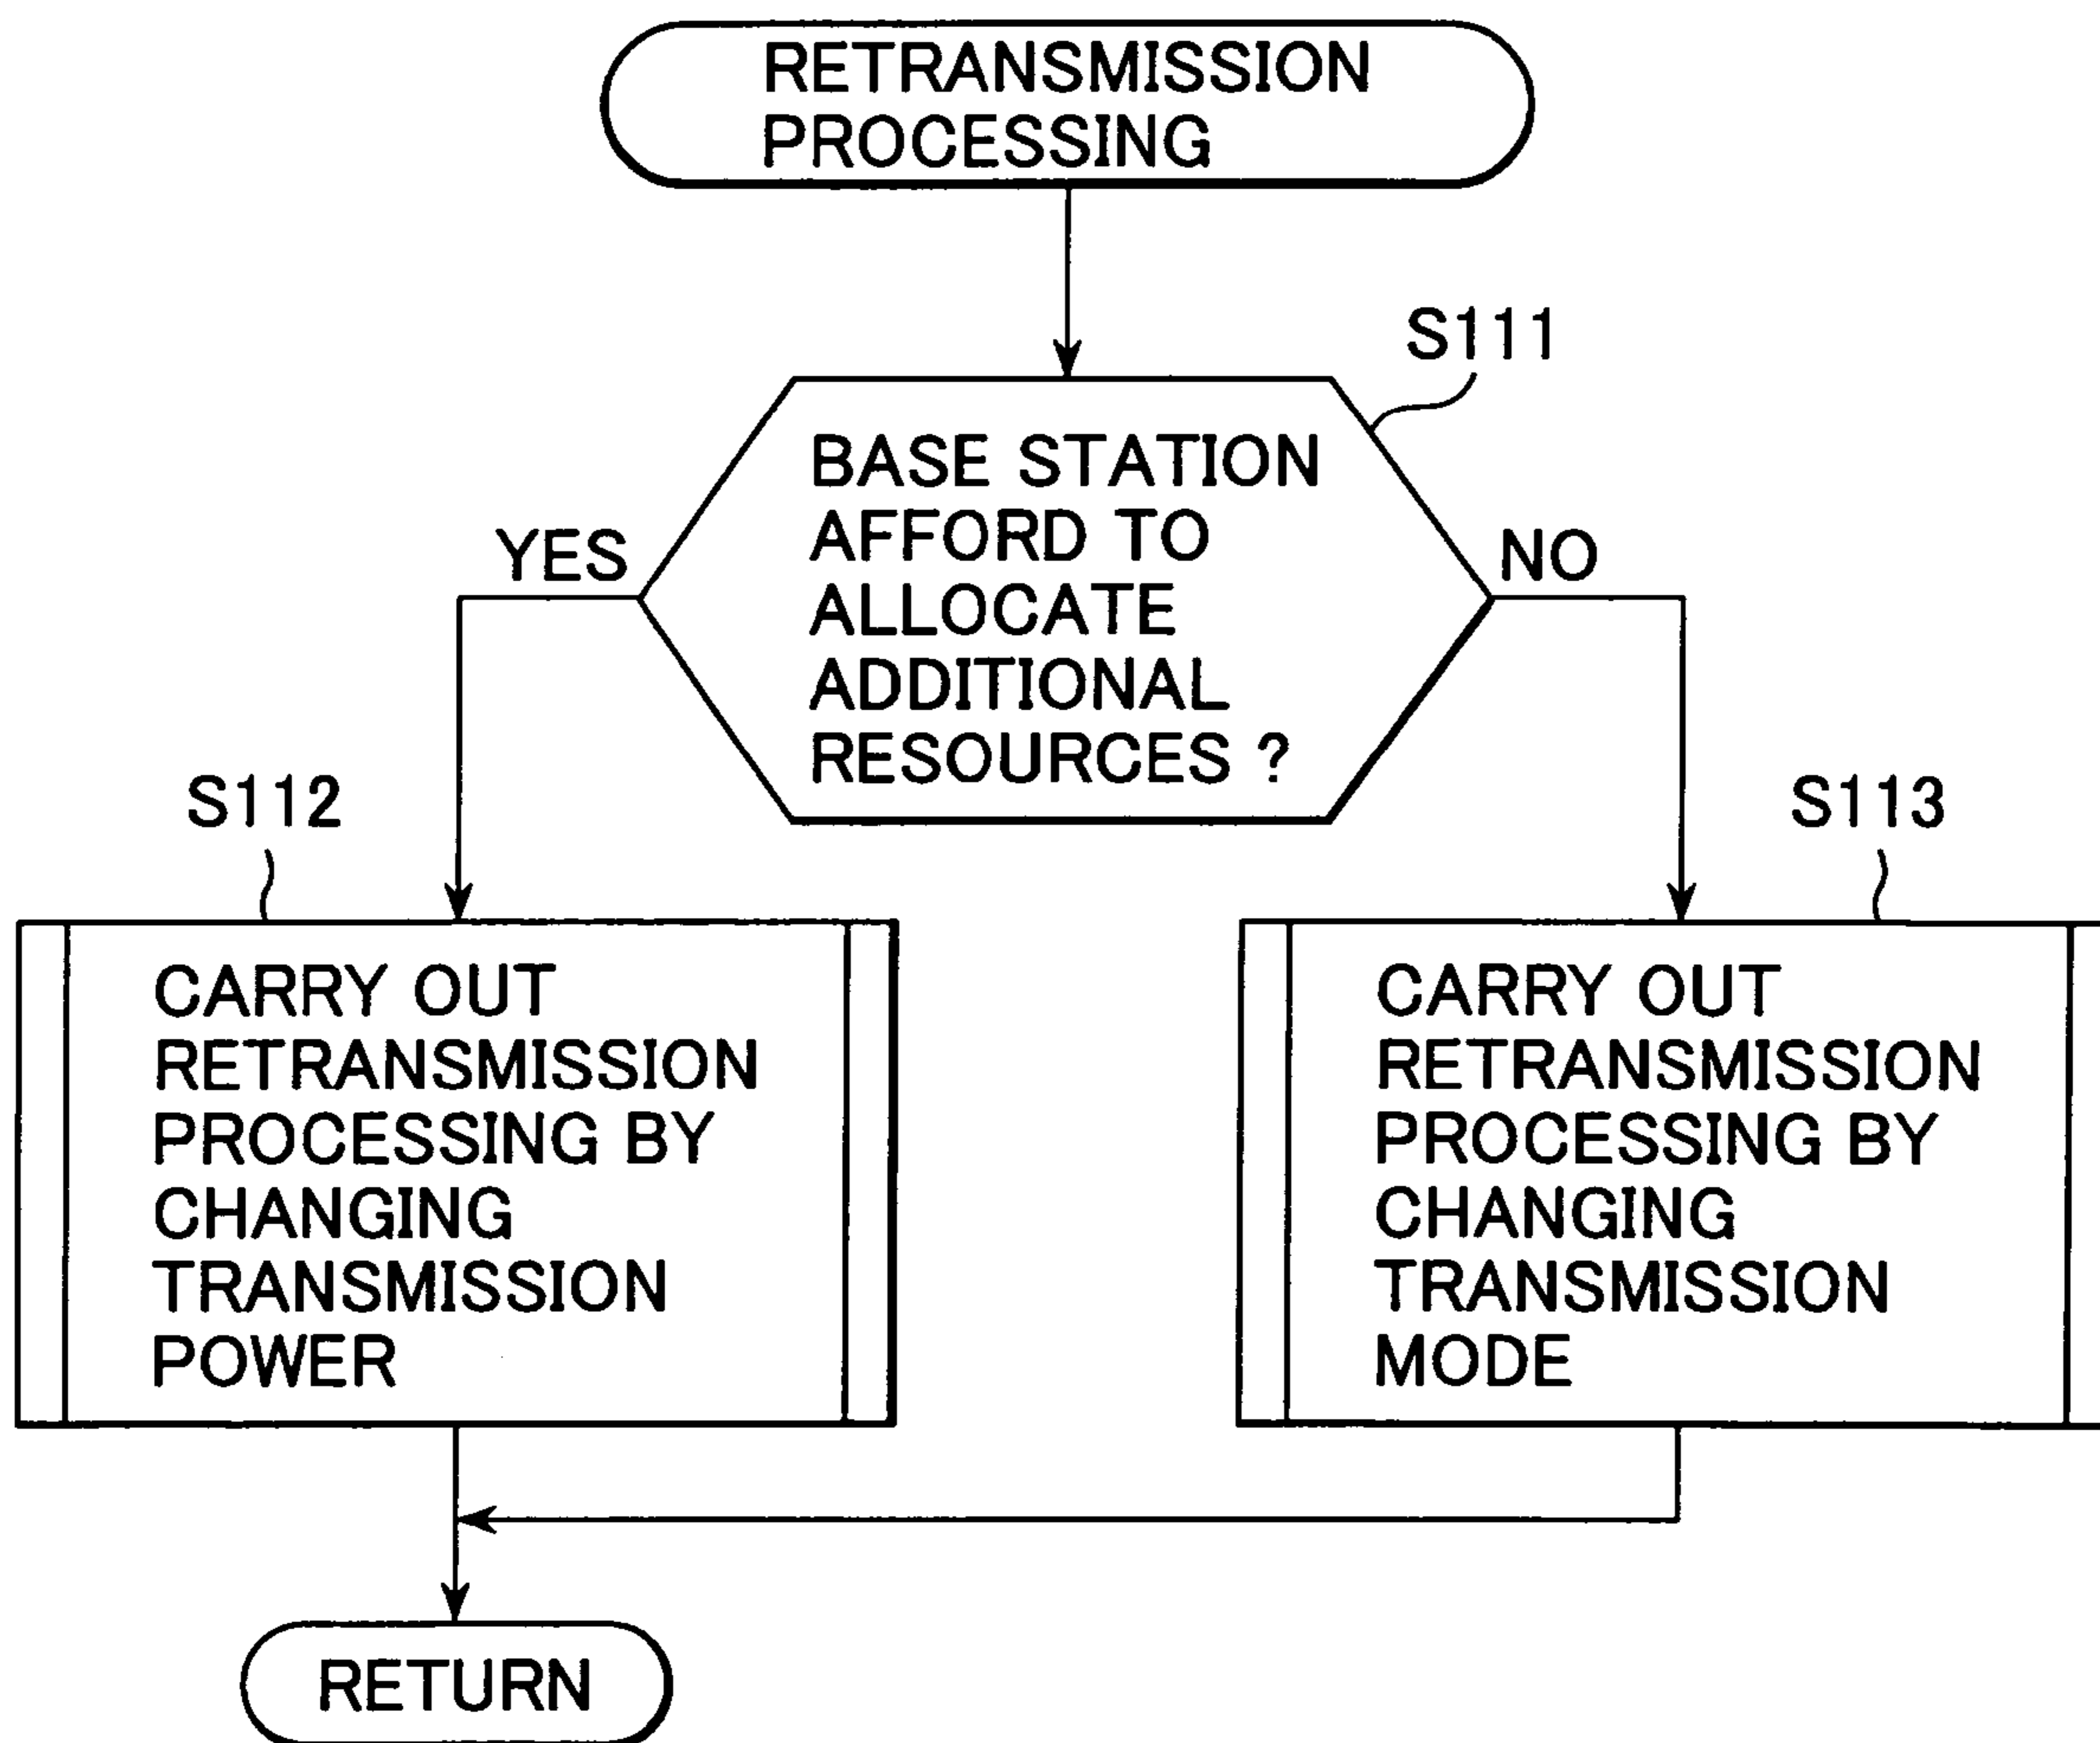 RETRANSMISSION
PROCESSING
S111
BASE STATION
AFFORD TO
ALLOCATE
ADDITIONAL
RESOURCES ?
YES
NO
S112
CARRY OUT
RETRANSMISSION
PROCESSING BY
CHANGING
TRANSMISSION
POWER
S113
CARRY OUT
RETRANSMISSION
PROCESSING BY
CHANGING
TRANSMISSION
MODE
RETURN